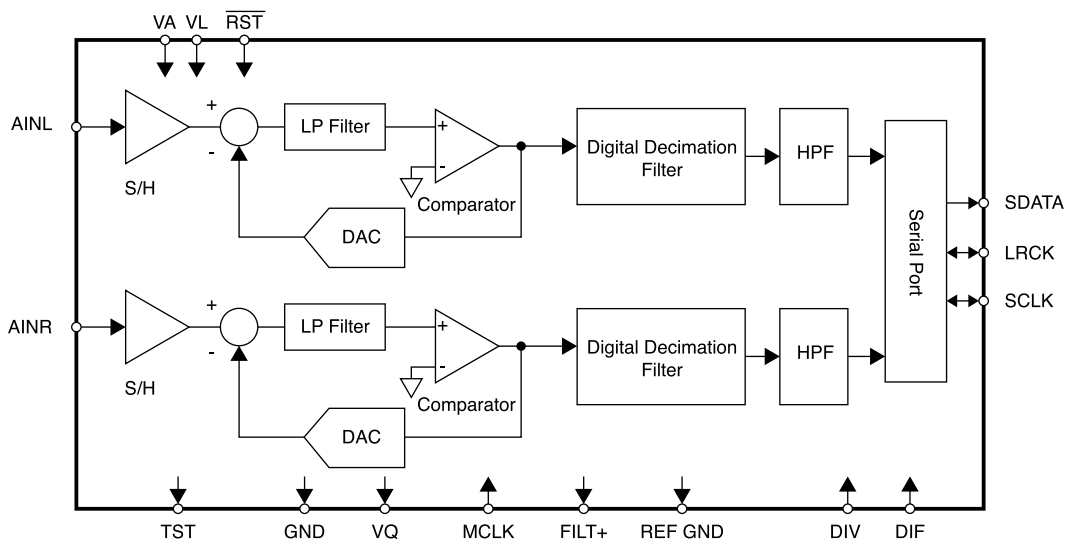 VA VL RST
AINL
+
-
S/H
LP Filter
+
-
Comparator
DAC
Digital Decimation
Filter
HPF
Serial Port
SDATA
LRCK
SCLK
AINR
+
-
S/H
LP Filter
+
-
Comparator
DAC
Digital Decimation
Filter
HPF
TST GND VQ MCLK FILT+ REF GND DIV DIF